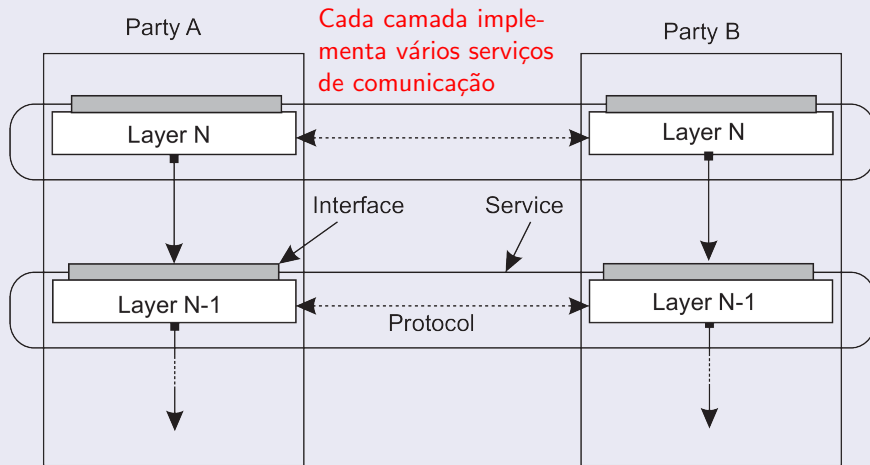 Party A
Cada camada imple-
menta vários serviços
de comunicação
Party B
Layer N
Layer N
Interface
Service
Layer N-1
Layer N-1
Protocol